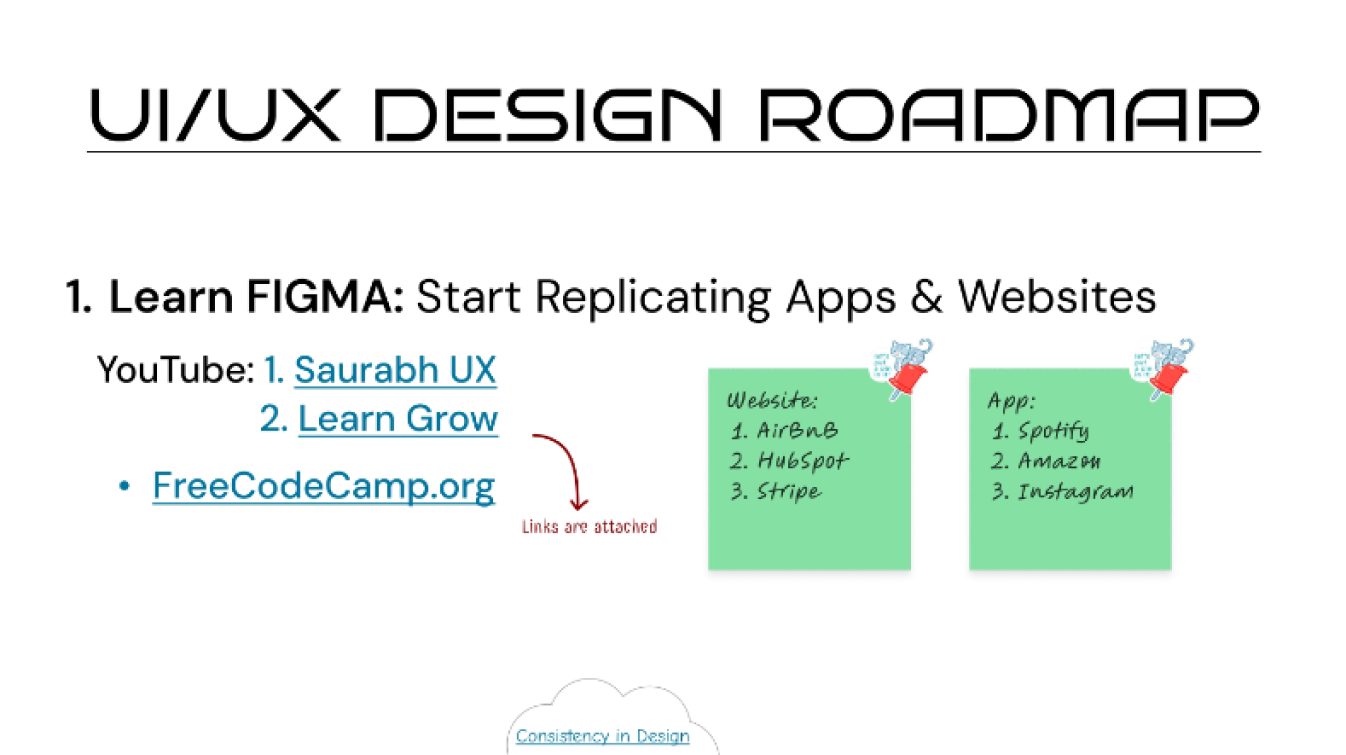 UI/UX DESIGN ROADMAP
1. Learn FIGMA: Start Replicating Apps & Websites
YouTube: 1. Saurabh UX
2. Learn Grow
• FreeCodeCamp.org
Links are attached
Website:
1. AirBnB
2. HubSpot
3. Stripe
App:
1. Spotify
2. Amazon
3. Instagram
Consistency in Design